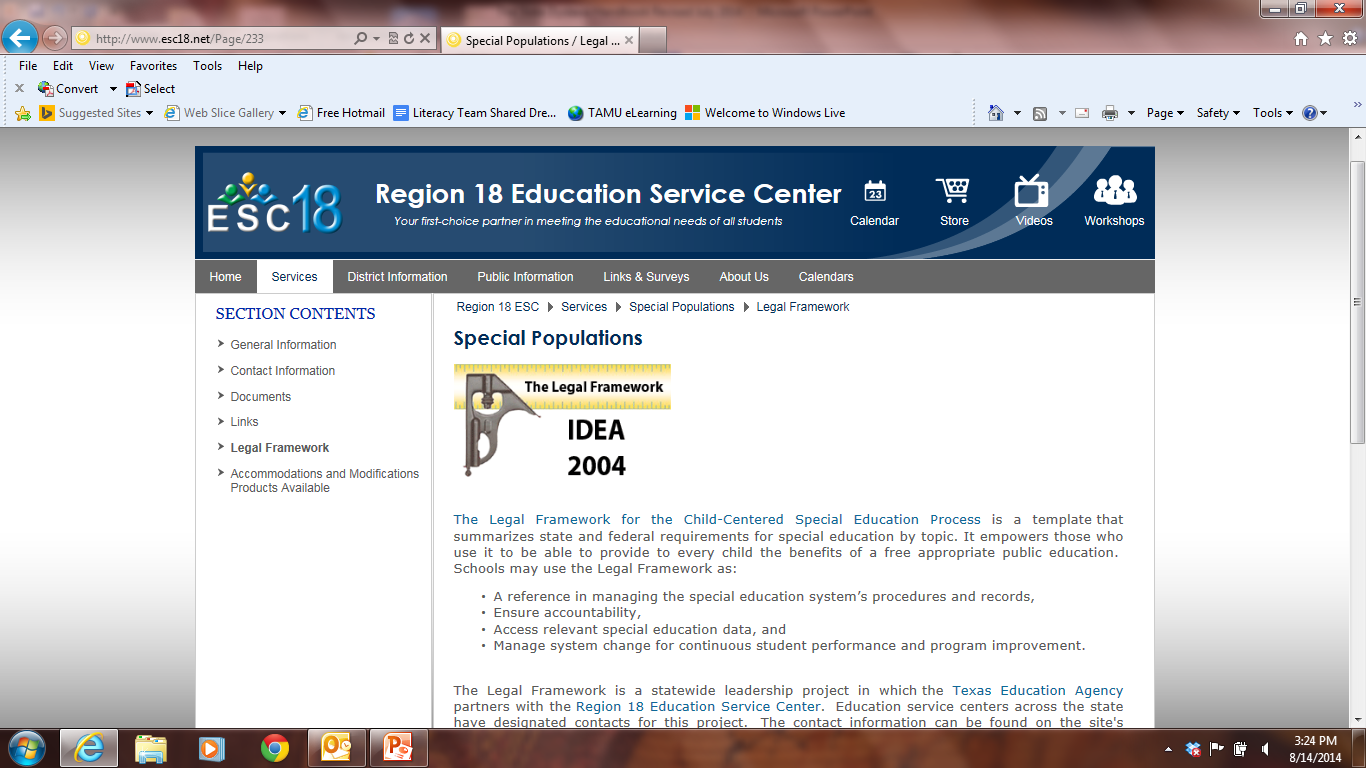 http://www.esc18.net/Page/233
Special Populations / Legal ...
File Edit View Favorites Tools Help
Convert Select
Suggested Sites Web Slice Gallery Free Hotmail Literacy Team Shared Dre... TAMU eLearning Welcome to Windows Live
Page Safety Tools
ESC18
Region 18 Education Service Center
Your first-choice partner in meeting the educational needs of all students
23
Calendar Store Videos Workshops
Home Services District Information Public Information Links & Surveys About Us Calendars
SECTION CONTENTS
General Information
Contact Information
Documents
Links
Legal Framework
Accommodations and Modifications
Products Available
Region 18 ESC Services Special Populations Legal Framework
Special Populations
The Legal Framework
IDEA
2004
The Legal Framework for the Child-Centered Special Education Process is a template that
summarizes state and federal requirements for special education by topic. It empowers those who
use it to be able to provide to every child the benefits of a free appropriate public education.
Schools may use the Legal Framework as:
• A reference in managing the special education system’s procedures and records,
• Ensure accountability,
• Access relevant special education data, and
• Manage system change for continuous student performance and program improvement.
The Legal Framework is a statewide leadership project in which the Texas Education Agency
partners with the Region 18 Education Service Center. Education service centers across the state
have designated contacts for this project. The contact information can be found on the site's
3:24 PM
8/14/2014